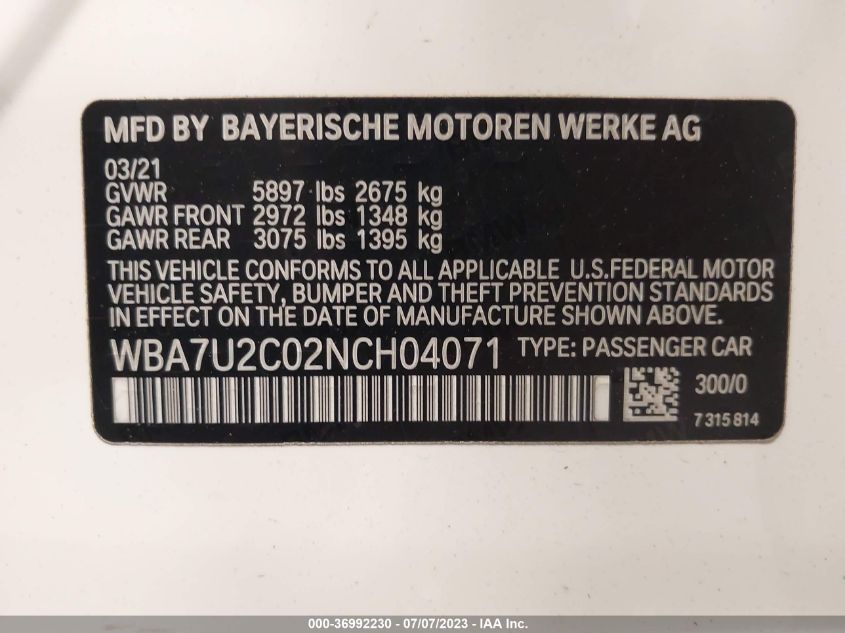 MFD BY BAYERISCHE MOTOREN WERKE AG
03/21
GVWR 5897 lbs 2675 kg
GAWR FRONT 2972 lbs 1348 kg
GAWR REAR 3075 lbs 1395 kg
THIS VEHICLE CONFORMS TO ALL APPLICABLE U.S.FEDERAL MOTOR
VEHICLE SAFETY, BUMPER AND THEFT PREVENTION STANDARDS
IN EFFECT ON THE DATE OF MANUFACTURE SHOWN ABOVE.
WBA7U2C02NCH04071 TYPE: PASSENGER CAR
300/0
7315814
000-36992230 - 07/07/2023 - IAA Inc.